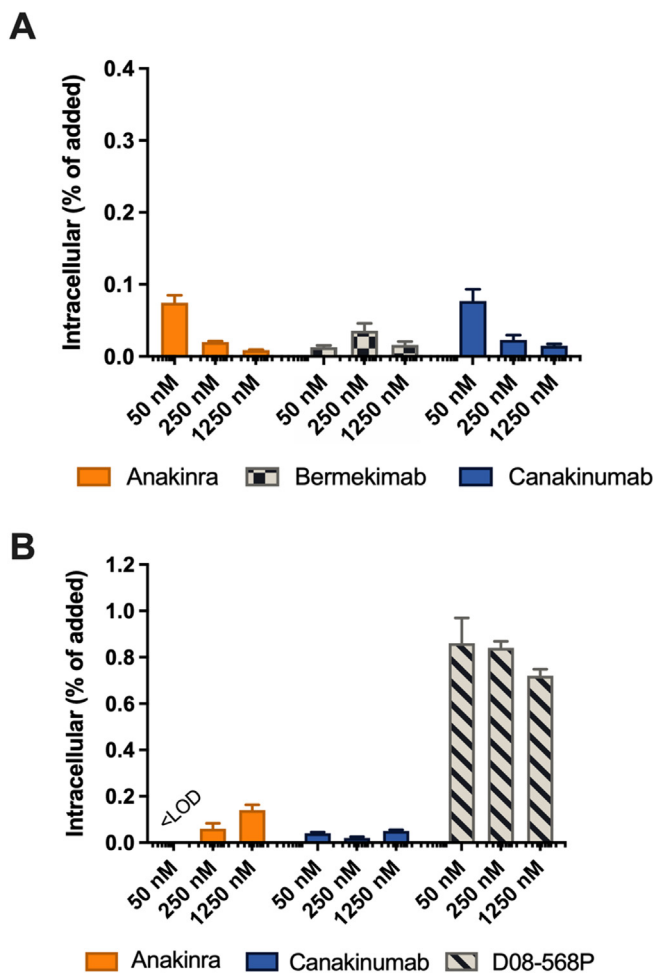 A
Intracellular (% of added)
0.4
0.3
0.2
0.1
0.0
50 nM
250 nM
1250 nM
50 nM
250 nM
1250 nM
50 nM
250 nM
1250 nM
Anakinra Bermekimab Canakinumab
B
Intracellular (% of added)
1.2
1.0
0.8
0.6
0.4
0.2
0.0
<LOD
50 nM
250 nM
1250 nM
50 nM
250 nM
1250 nM
50 nM
250 nM
1250 nM
Anakinra Canakinumab D08-568P